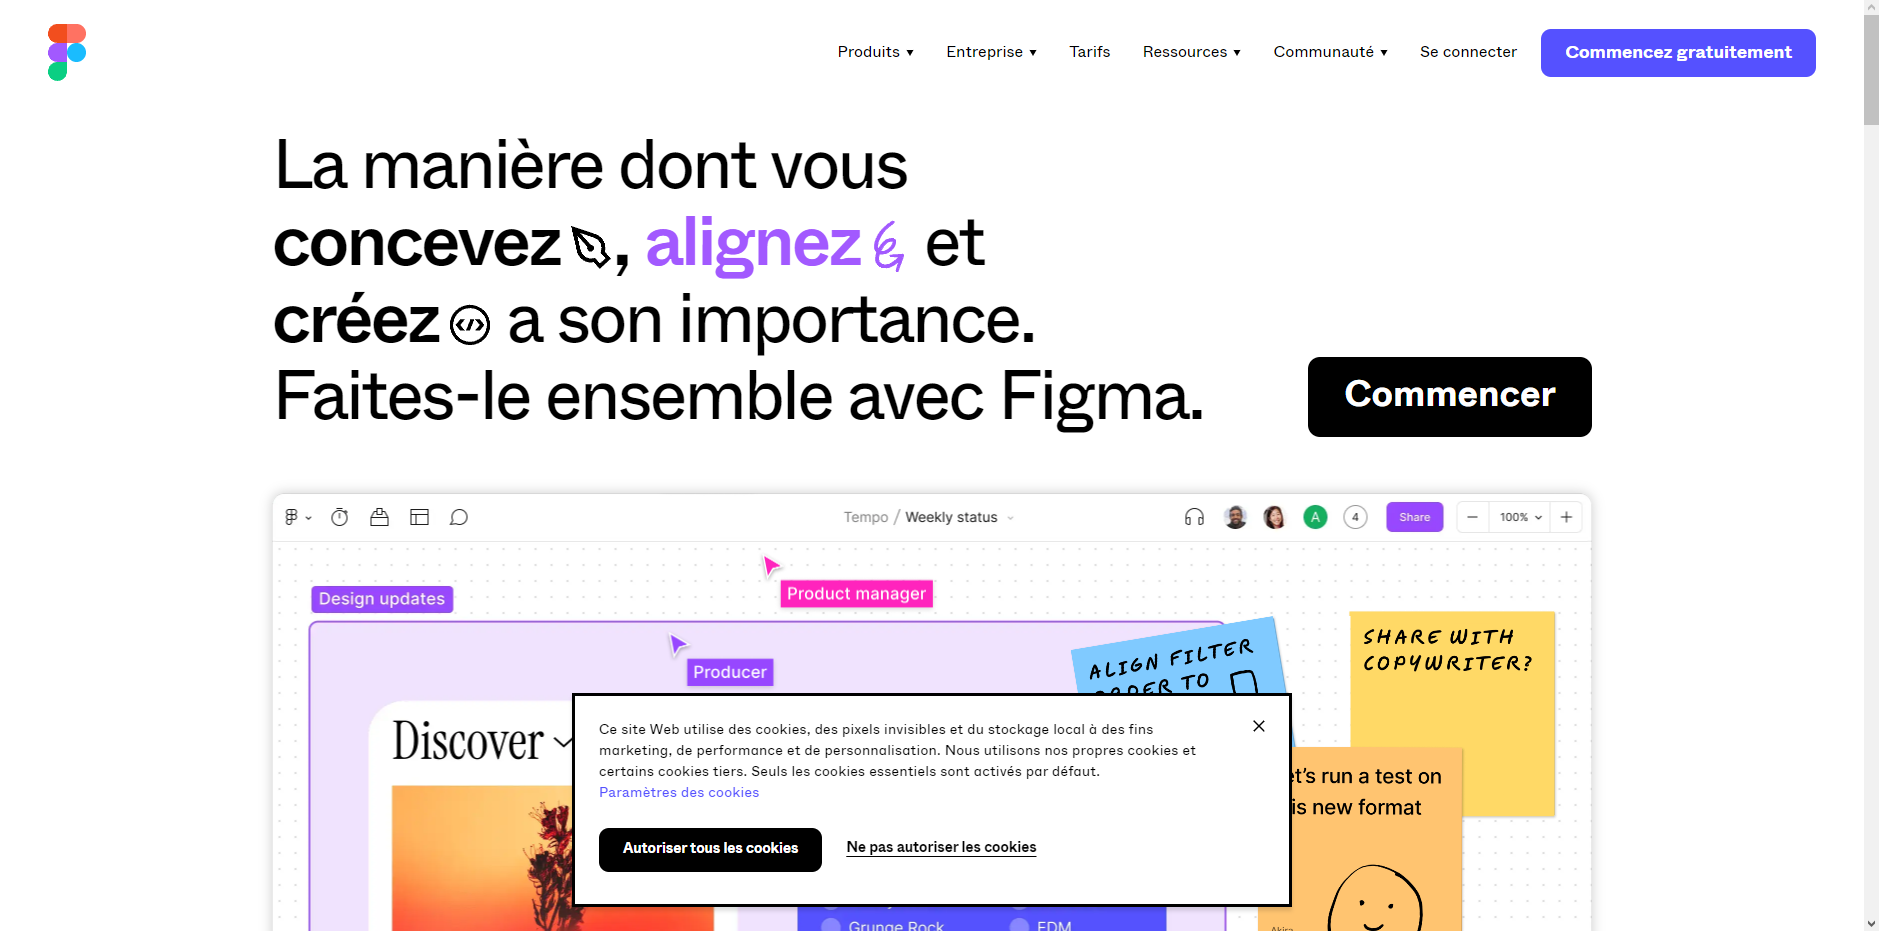 Produits
Entreprise
Tarifs
Ressources
Communauté
Se connecter
Commencez gratuitement
La manière dont vous
concevez, alignez et
créez a son importance.
Faites-le ensemble avec Figma.
Commencer
Tempo / Weekly status
A
4
Share
100%
Product manager
Design updates
Producer
ALIGN FILTER
ORDER TO
SHARE WITH
COPYWRITER?
Discover
Ce site Web utilise des cookies, des pixels invisibles et du stockage local à des fins
marketing, de performance et de personnalisation. Nous utilisons nos propres cookies et
certains cookies tiers. Seuls les cookies essentiels sont activés par défaut.
Paramètres des cookies
Autoriser tous les cookies
Ne pas autoriser les cookies
run a test on
new format
Grunge Rock
EDM
Akira